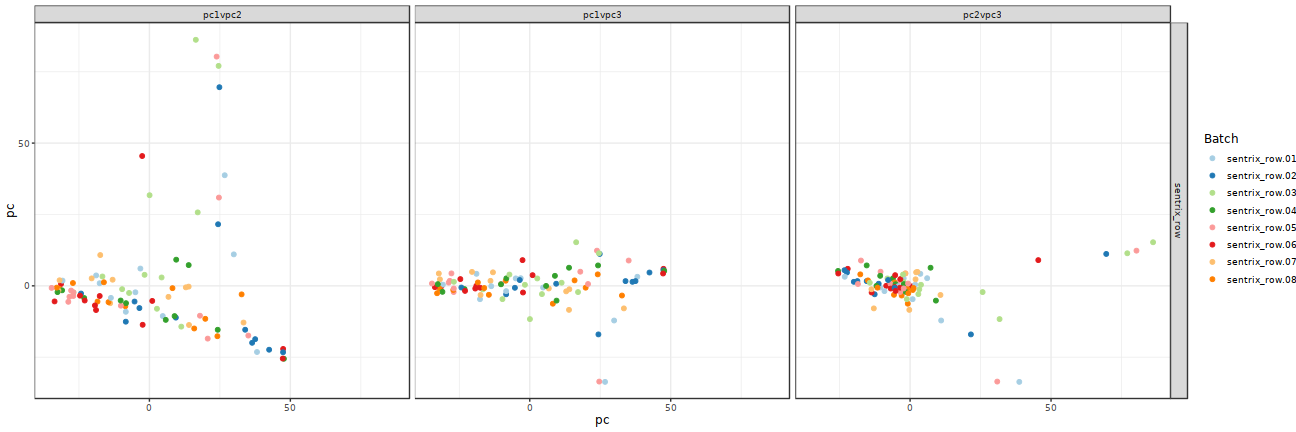 pc1vpc2
pc1vpc3
pc2vpc3
50
0
pc
0
50
0
50
0
50
pc
sentrix_row
Batch
sentrix_row.01
sentrix_row.02
sentrix_row.03
sentrix_row.04
sentrix_row.05
sentrix_row.06
sentrix_row.07
sentrix_row.08